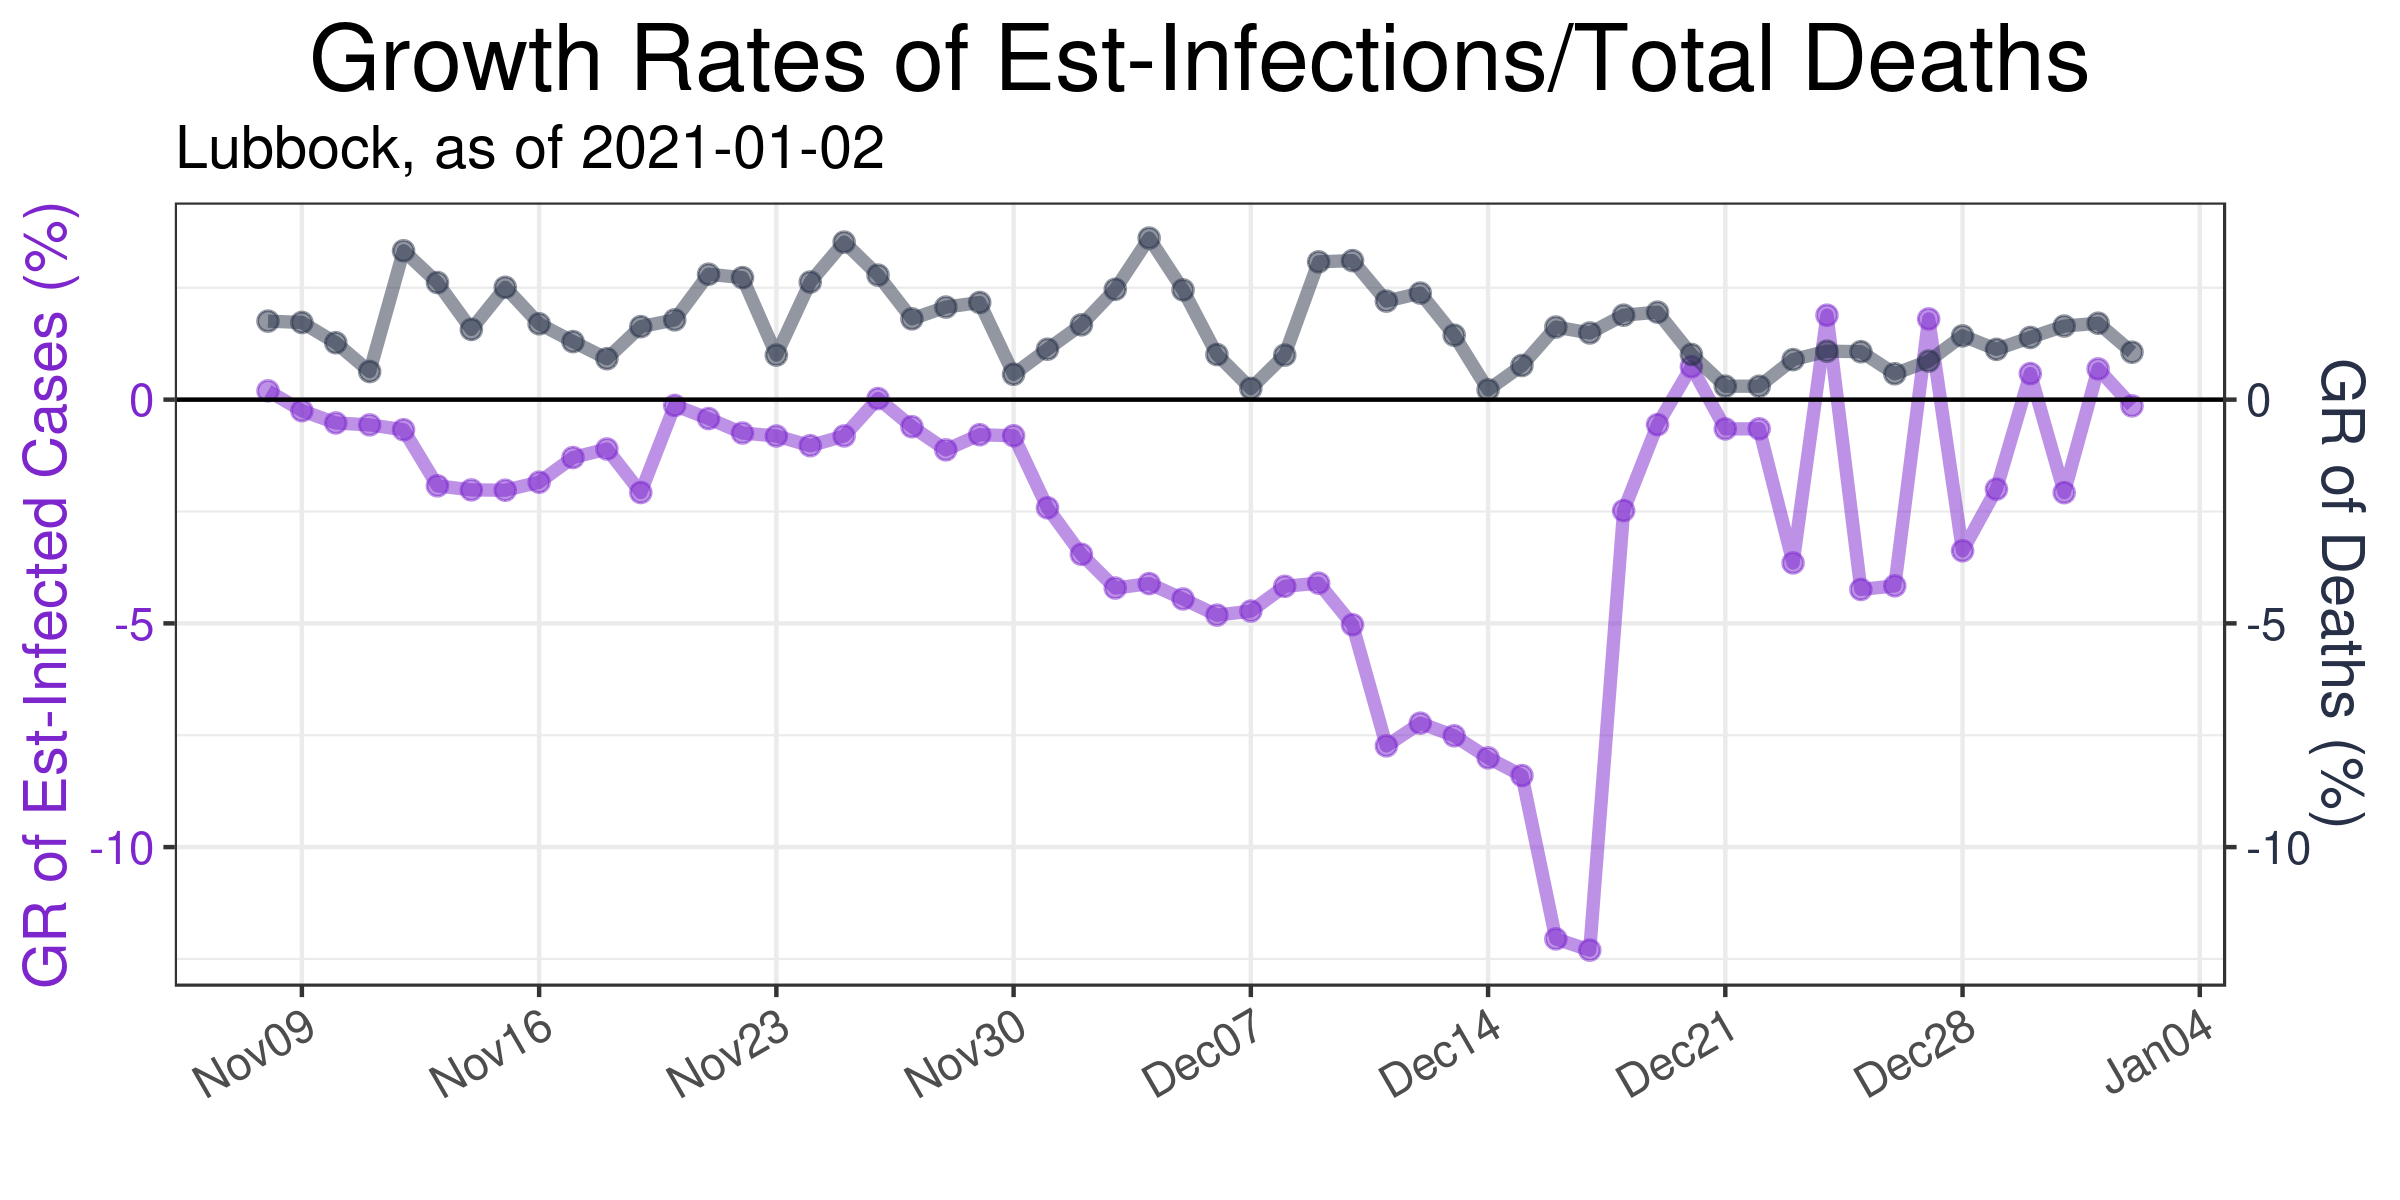 Growth Rates of Est-Infections/Total Deaths
Lubbock, as of 2021-01-02
GR of Est-Infected Cases (%)
0
-5
-10
0
-5
-10
GR of Deaths (%)
Nov09
Nov16
Nov23
Nov30
Dec07
Dec14
Dec21
Dec28
Jan04